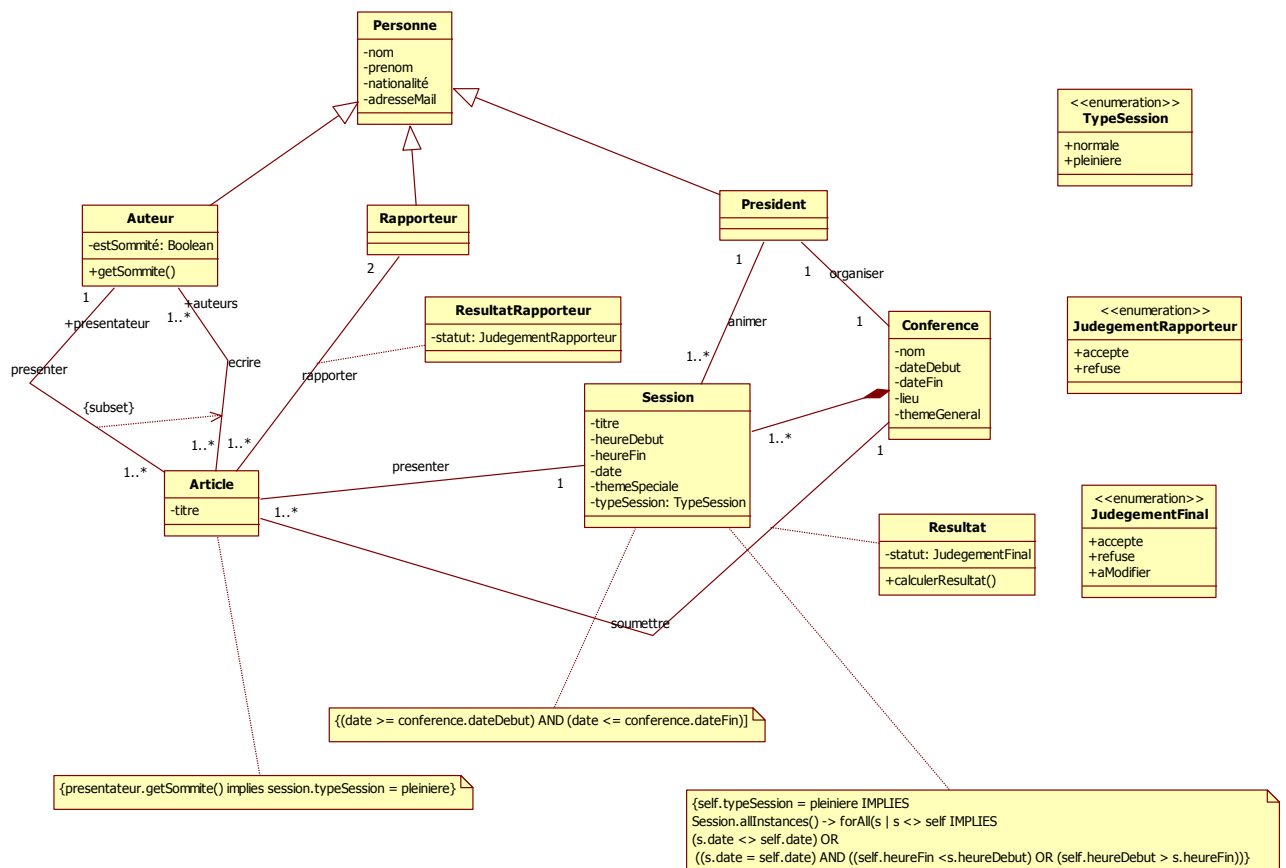 Personne
-nom
-prenom
-nationalité
-adresseMail
<<enumeration>>
TypeSession
+normale
+pleiniere
Auteur
-estSommité: Boolean
+getSommite()
Rapporteur
President
1
+presentateur
+auteurs
1..*
2
1
1
organiser
ResultatRapporteur
-statut: JudegementRapporteur
animer
1
Conference
-nom
-dateDebut
-dateFin
-lieu
-themeGeneral
<<enumeration>>
JudegementRapporteur
+accepte
+refuse
presenter
ecrire
rapporter
1..*
{subset}
Session
-titre
-heureDebut
-heureFin
-date
-themeSpeciale
-typeSession: TypeSession
1..*
1
1..*
1..*
1..*
Article
-titre
presenter
1
1..*
Resultat
-statut: JudegementFinal
+calculerResultat()
<<enumeration>>
JudegementFinal
+accepte
+refuse
+aModifier
soumettre
{(date >= conference.dateDebut) AND (date <= conference.dateFin)]
{presentateur.getSommite() implies session.typeSession = pleiniere}
{self.typeSession = pleiniere IMPLIES
Session.allInstances() -> forAll(s | s <> self IMPLIES
(s.date <> self.date) OR
((s.date = self.date) AND ((self.heureFin <s.heureDebut) OR (self.heureDebut > s.heureFin))}